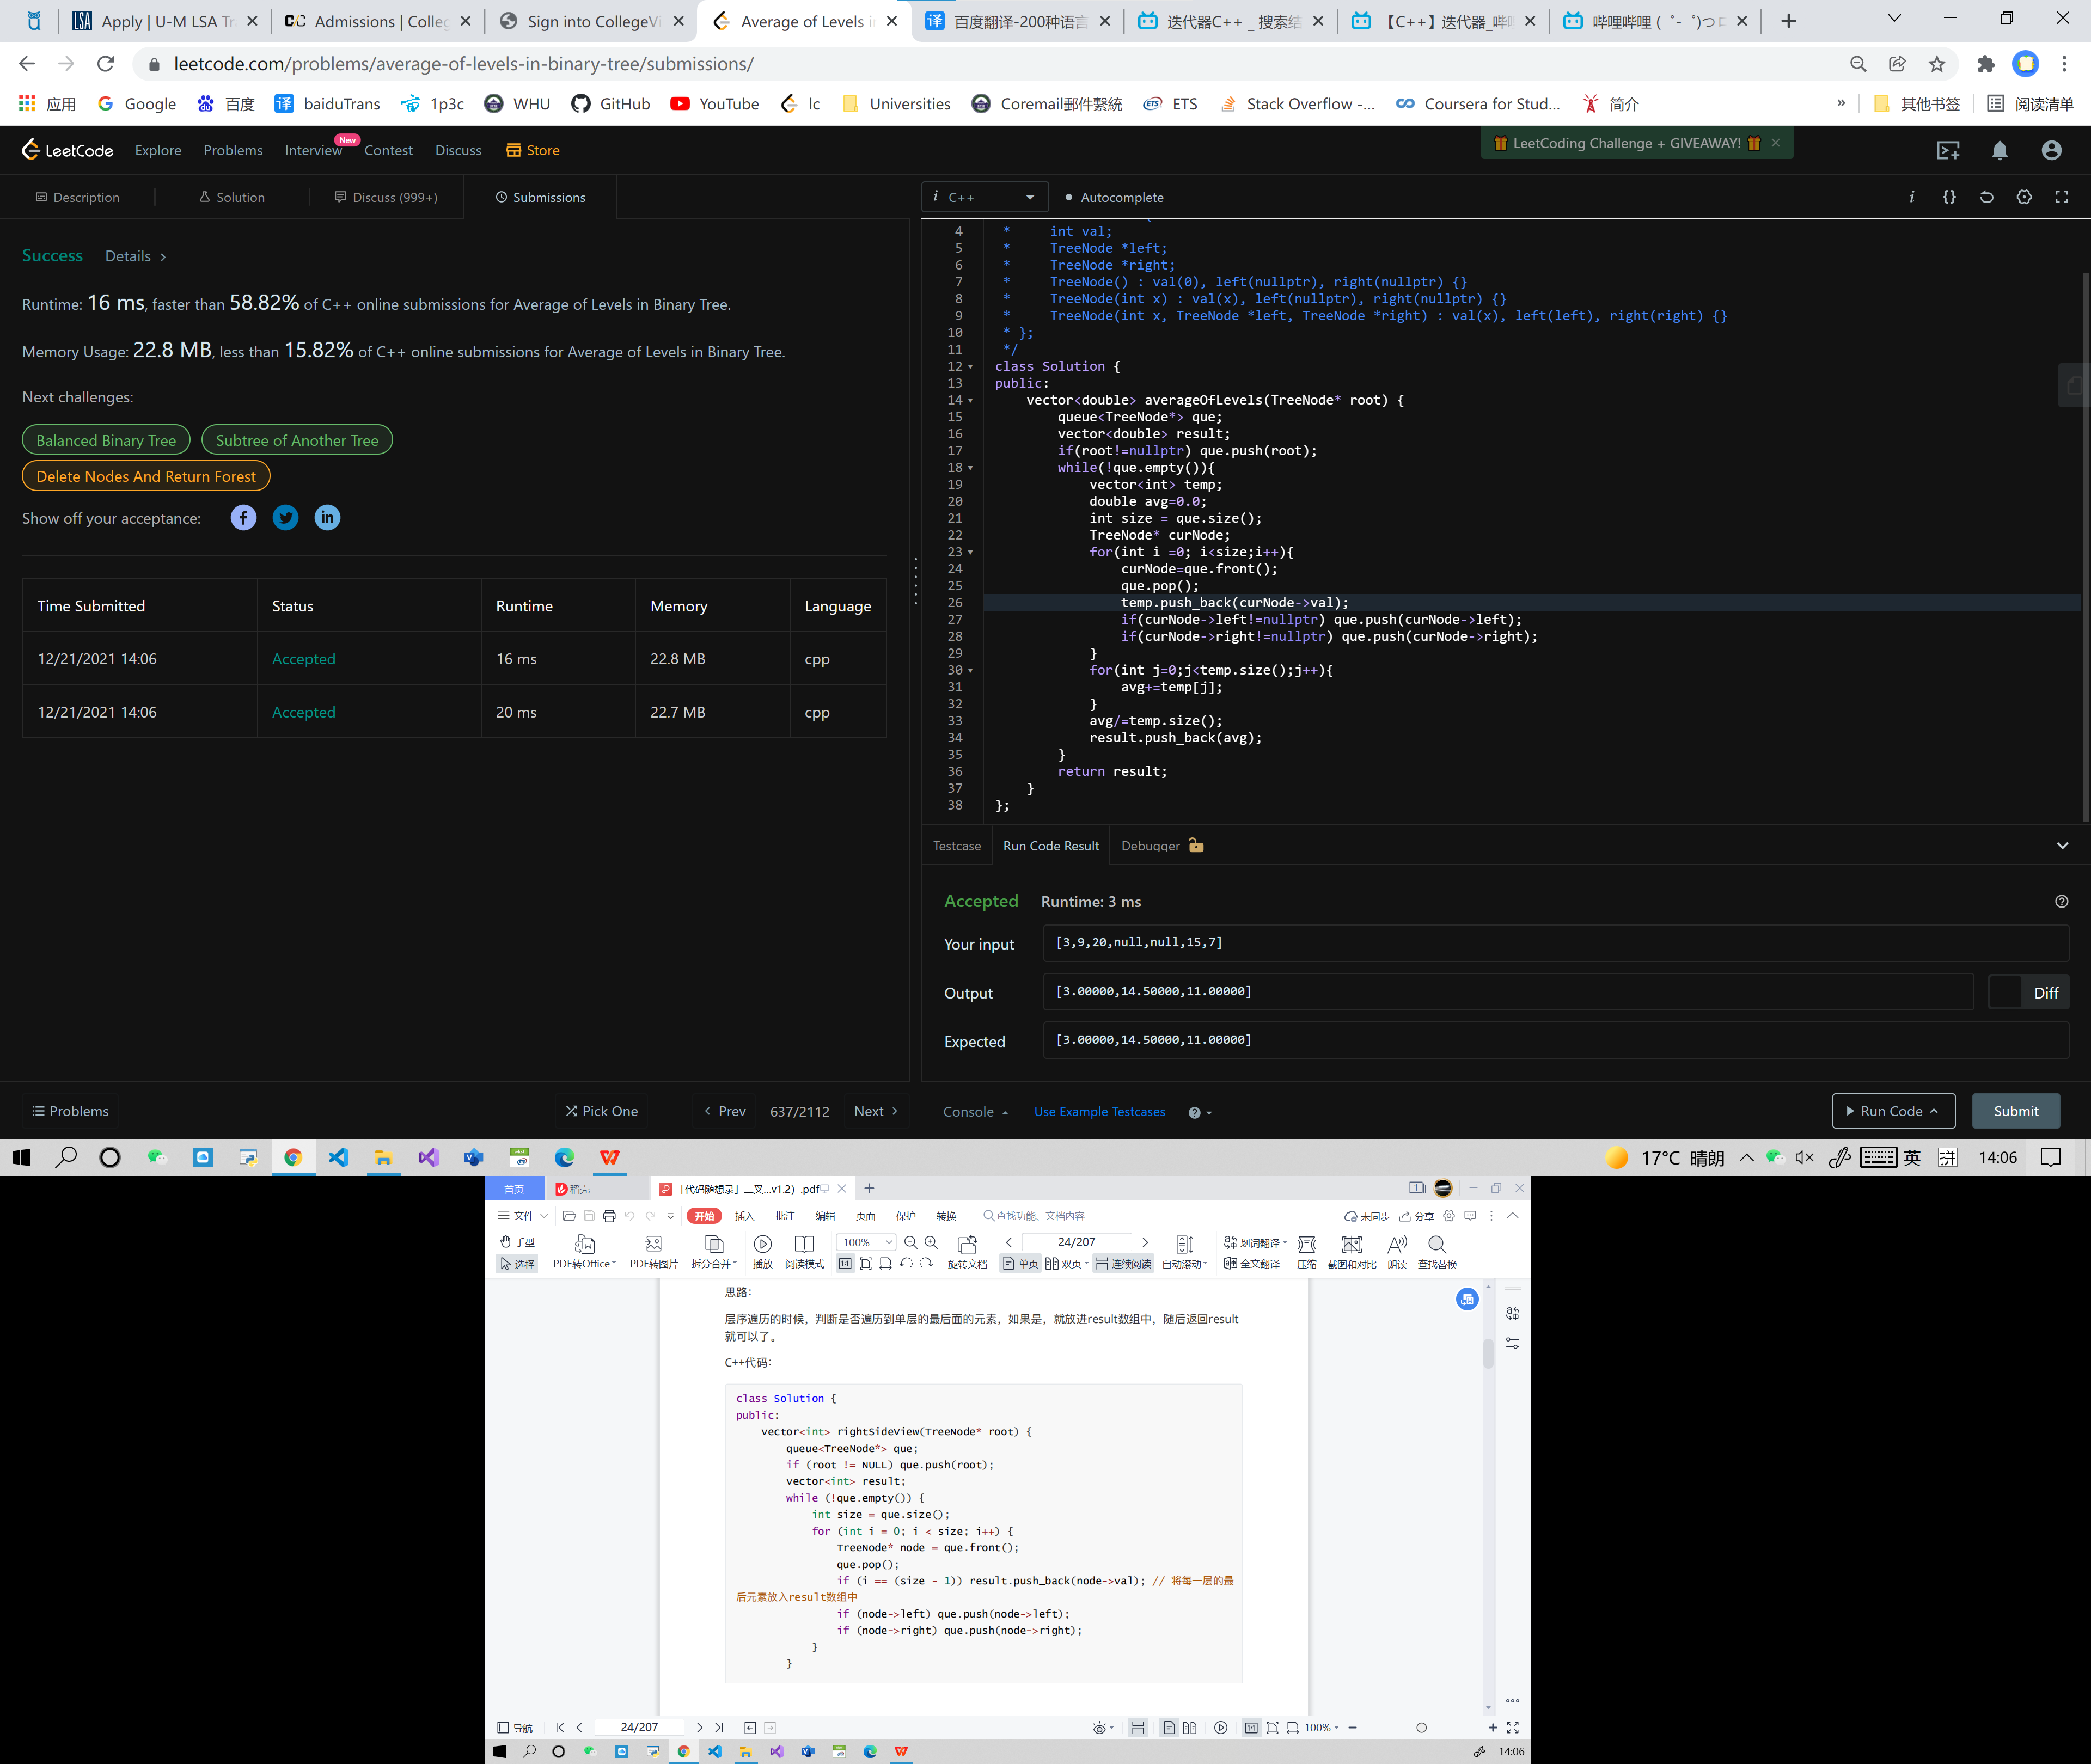 Apply | U-M LSA Tr
Admissions | Colleg
Sign into CollegeVi
Average of Levels in
百度翻译-200种语言
迭代器C++ _ 搜索结
【C++】迭代器_哔哩
哔哩哔哩 (゜-゜)つロ
leetcode.com/problems/average-of-levels-in-binary-tree/submissions/
应用 Google 百度 baiduTrans 1p3c WHU GitHub YouTube lc Universities Coremail郵件繫統 ETS Stack Overflow -... Coursera for Stud... 简介 » 其他书签 阅读清单
LeetCode Explore Problems Interview New Contest Discuss Store
LeetCoding Challenge + GIVEAWAY!
Description Solution Discuss (999+) Submissions
Success Details >
Runtime: 16 ms, faster than 58.82% of C++ online submissions for Average of Levels in Binary Tree.
Memory Usage: 22.8 MB, less than 15.82% of C++ online submissions for Average of Levels in Binary Tree.
Next challenges:
Balanced Binary Tree Subtree of Another Tree
Delete Nodes And Return Forest
Show off your acceptance:
Time Submitted Status Runtime Memory Language
12/21/2021 14:06 Accepted 16 ms 22.8 MB cpp
12/21/2021 14:06 Accepted 20 ms 22.7 MB cpp
Problems Pick One < Prev 637/2112 Next >
i C++ Autocomplete
4 * int val;
5 * TreeNode *left;
6 * TreeNode *right;
7 * TreeNode() : val(0), left(nullptr), right(nullptr) {}
8 * TreeNode(int x) : val(x), left(nullptr), right(nullptr) {}
9 * TreeNode(int x, TreeNode *left, TreeNode *right) : val(x), left(left), right(right) {}
10 * };
11 */
12 class Solution {
13 public:
14 vector<double> averageOfLevels(TreeNode* root) {
15 queue<TreeNode*> que;
16 vector<double> result;
17 if(root!=nullptr) que.push(root);
18 while(!que.empty()){
19 vector<int> temp;
20 double avg=0.0;
21 int size = que.size();
22 TreeNode* curNode;
23 for(int i =0; i<size;i++){
24 curNode=que.front();
25 que.pop();
26 temp.push_back(curNode->val);
27 if(curNode->left!=nullptr) que.push(curNode->left);
28 if(curNode->right!=nullptr) que.push(curNode->right);
29 }
30 for(int j=0;j<temp.size();j++){
31 avg+=temp[j];
32 }
33 avg/=temp.size();
34 result.push_back(avg);
35 }
36 return result;
37 }
38 };
Testcase Run Code Result Debugger
Accepted Runtime: 3 ms
Your input [3,9,20,null,null,15,7]
Output [3.00000,14.50000,11.00000] Diff
Expected [3.00000,14.50000,11.00000]
Console Use Example Testcases Run Code Submit
17°C 晴朗 英 拼 14:06
首页 稻壳 「代码随想录」二叉...v1.2）.pdf
文件 开始 插入 批注 编辑 页面 保护 转换 查找功能、文档内容 未同步 分享
手型 100% 24/207 划词翻译
选择 PDF转Office PDF转图片 拆分合并 播放 阅读模式 旋转文档 单页 双页 连续阅读 自动滚动 全文翻译 压缩 截图和对比 朗读 查找替换
思路：
层序遍历的时候，判断是否遍历到单层的最后面的元素，如果是，就放进result数组中，随后返回result
就可以了。
C++代码：
class Solution {
public:
vector<int> rightSideView(TreeNode* root) {
queue<TreeNode*> que;
if (root != NULL) que.push(root);
vector<int> result;
while (!que.empty()) {
int size = que.size();
for (int i = 0; i < size; i++) {
TreeNode* node = que.front();
que.pop();
if (i == (size - 1)) result.push_back(node->val); // 将每一层的最
后元素放入result数组中
if (node->left) que.push(node->left);
if (node->right) que.push(node->right);
}
}
导航 24/207 100%
14:06